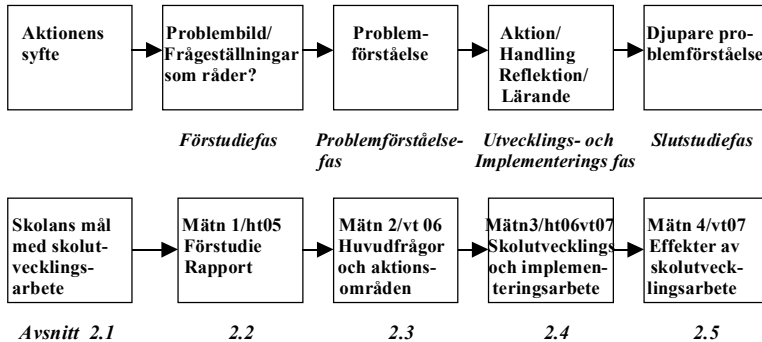 Aktionens
syfte
Problembild/
Frågeställningar
som råder?
Problem-
förståelse
Aktion/
Handling
Reflektion/
Lärande
Djupare pro-
blemförståelse
Förstudiefas
Problemförståelse-
fas
Utvecklings- och
Implementerings fas
Slutstudiefas
Skolans mål
med skolut-
vecklings-
arbete
Mätn 1/ht05
Förstudie
Rapport
Mätn 2/vt 06
Huvudfrågor
och aktions-
områden
Mätn3/ht06vt07
Skolutvecklings
och implemen-
teringsarbete
Mätn 4/vt07
Effekter av
skolutveck-
lingsarbete
Avsnitt 2.1
2.2
2.3
2.4
2.5